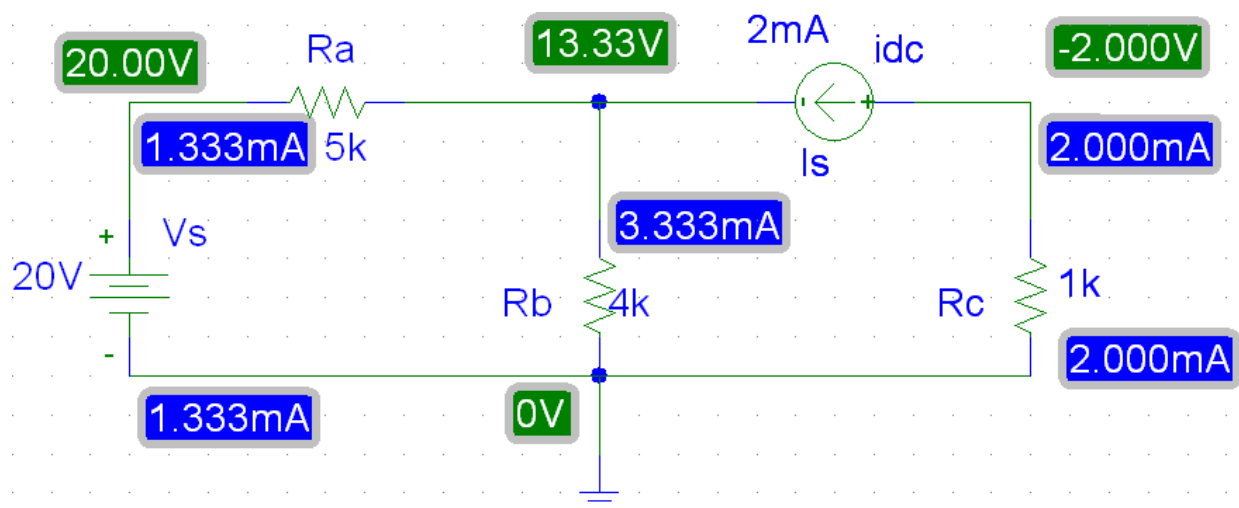 2mA
idc
-2.000V
13.33V
Ra
20.00V
1.333mA
5k
2.000mA
Is
3.333mA
+
Vs
20V
Rb
4k
Rc
1k
-
2.000mA
1.333mA
0V
- +